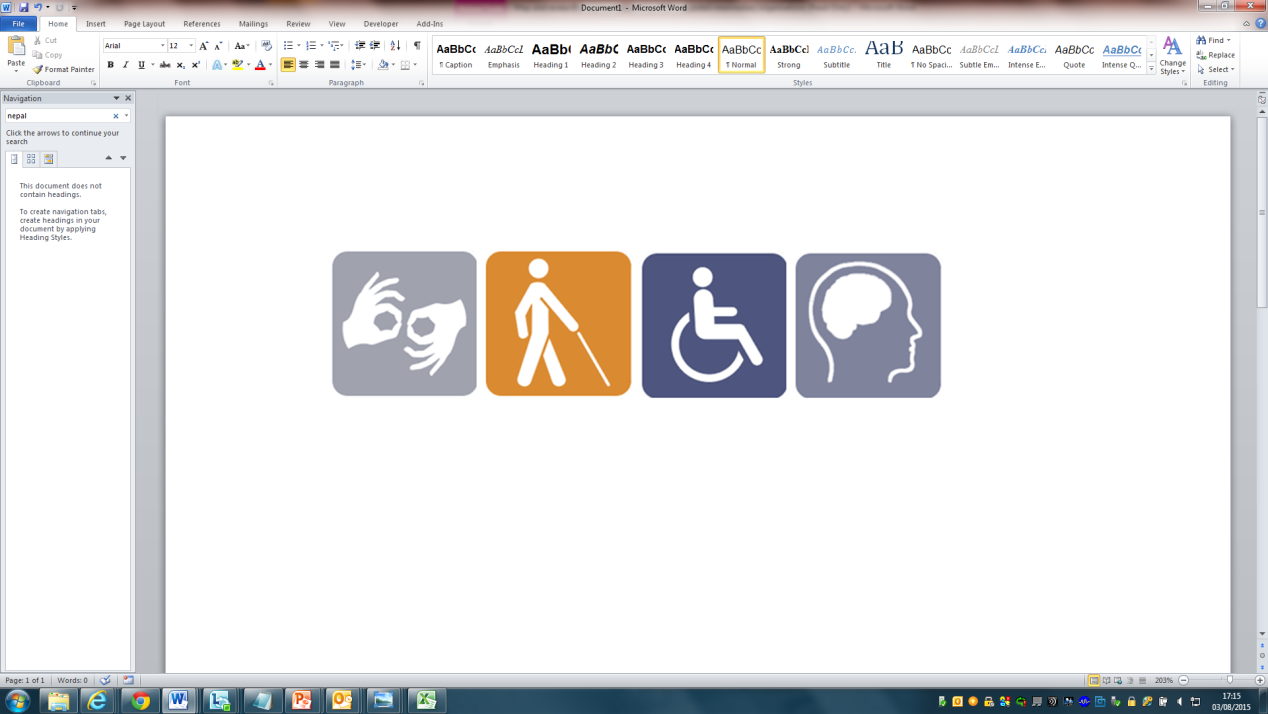 Document1 - Microsoft Word
File Home Insert Page Layout References Mailings Review View Developer Add-Ins
Paste
Cut
Copy
Format Painter
Clipboard
Arial 12
Font
Paragraph
AaBbCc AaBbCcL AaBb( AaBbC AaBbCc AaBbCc AaBbCc AaBbCcl AaBbCc. AaB AaBbCc AaBbCcL AaBbCc. AaBbCc AaBbCc
¶ Caption Emphasis Heading 1 Heading 2 Heading 3 Heading 4 ¶ Normal Strong Subtitle Title ¶ No Spaci... Subtle Em... Intense E... Quote Intense Q...
Styles
Change
Styles
Find
Replace
Select
Editing
Navigation
nepal
Click the arrows to continue your
search
This document does not
contain headings.
To create navigation tabs,
create headings in your
document by applying
Heading Styles.
Page: 1 of 1 Words: 0
203%
17:15
03/08/2015